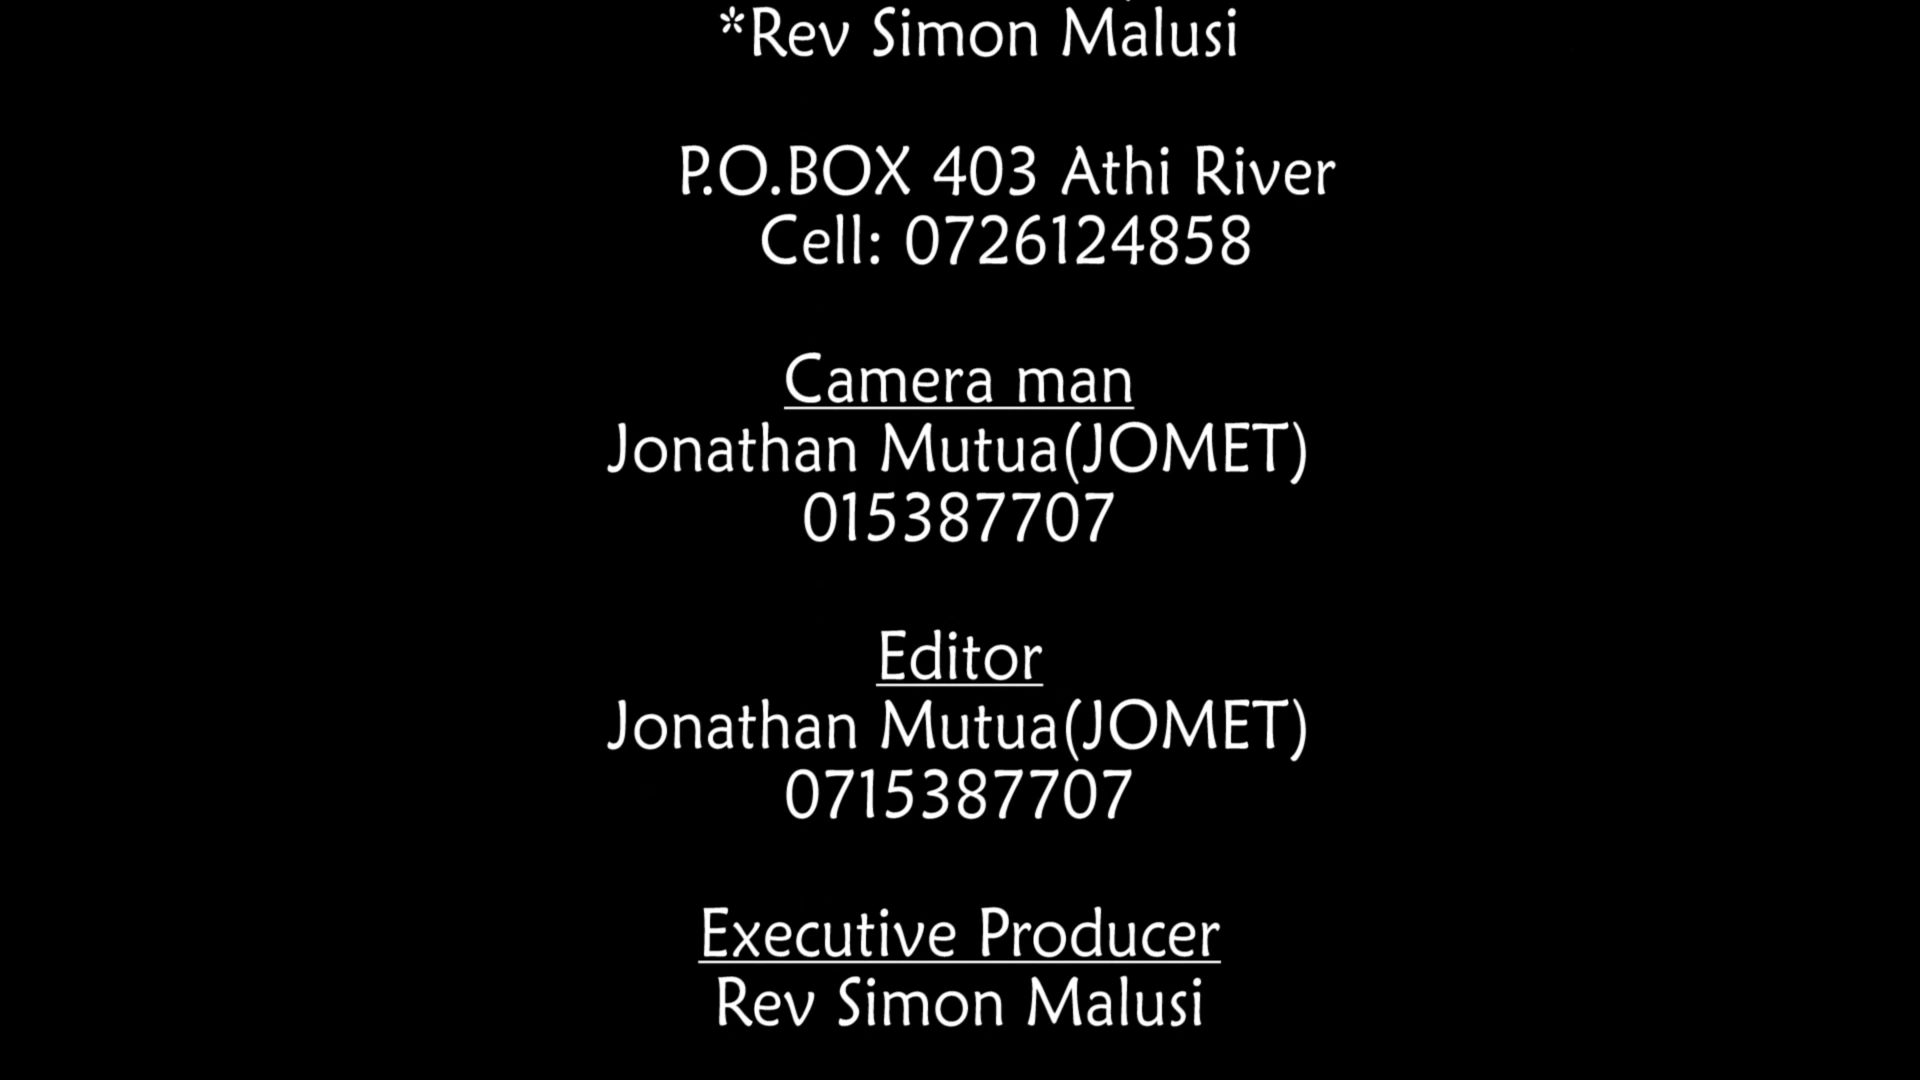 *Rev Simon Malusi
P.O.BOX 403 Athi River
Cell: 0726124858
Camera man
Jonathan Mutua(JOMET)
015387707
Editor
Jonathan Mutua(JOMET)
0715387707
Executive Producer
Rev Simon Malusi